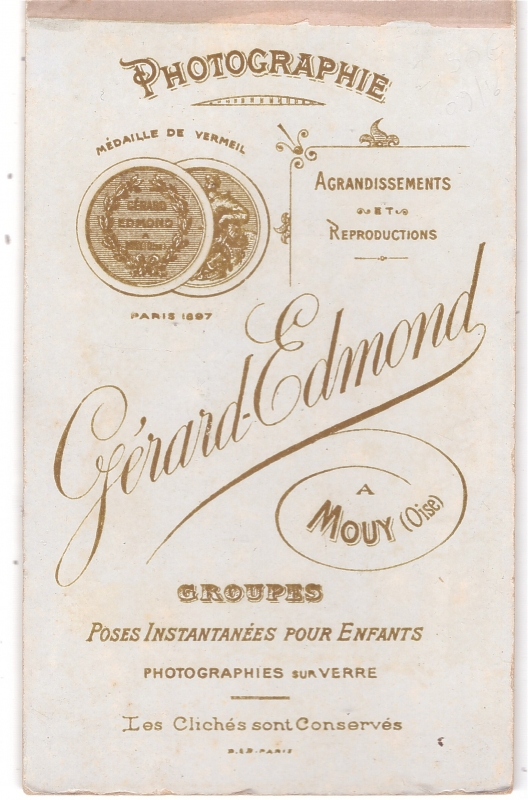 PHOTOGRAPHIE
MÉDAILLE DE VERMEIL
GÉRARD
EDMOND
A
PARIS 1897
AGRANDISSEMENTS
ET
REPRODUCTIONS
Gérard-Edmond
A
MOUY (Oise)
GROUPES
POSES INSTANTANÉES POUR ENFANTS
PHOTOGRAPHIES SUR VERRE
Les Clichés sont Conservés